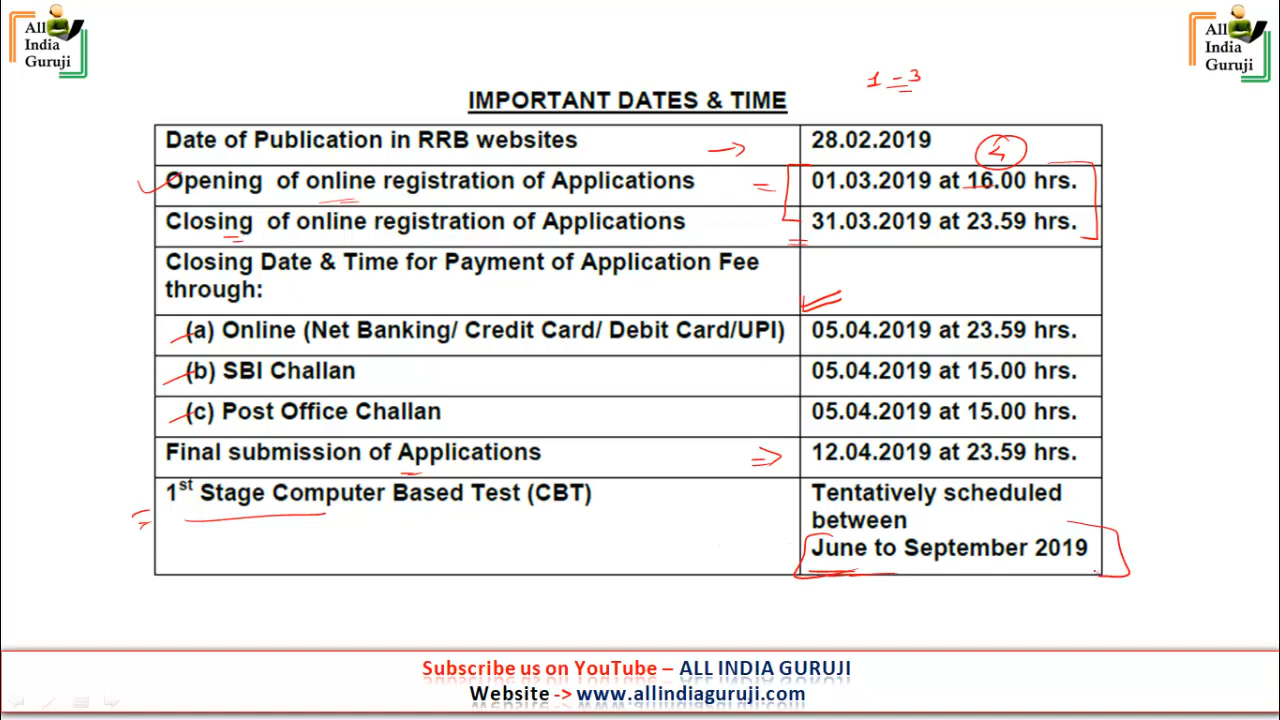 All
India
Guruji
All
India
Guruji
1 - 3
IMPORTANT DATES & TIME
Date of Publication in RRB websites 28.02.2019
4
Opening of online registration of Applications 01.03.2019 at 16.00 hrs.
Closing of online registration of Applications 31.03.2019 at 23.59 hrs.
Closing Date & Time for Payment of Application Fee
through:
(a) Online (Net Banking/ Credit Card/ Debit Card/UPI) 05.04.2019 at 23.59 hrs.
(b) SBI Challan 05.04.2019 at 15.00 hrs.
(c) Post Office Challan 05.04.2019 at 15.00 hrs.
Final submission of Applications 12.04.2019 at 23.59 hrs.
1st Stage Computer Based Test (CBT) Tentatively scheduled
between
June to September 2019
Subscribe us on YouTube – ALL INDIA GURUJI
Website -> www.allindiaguruji.com